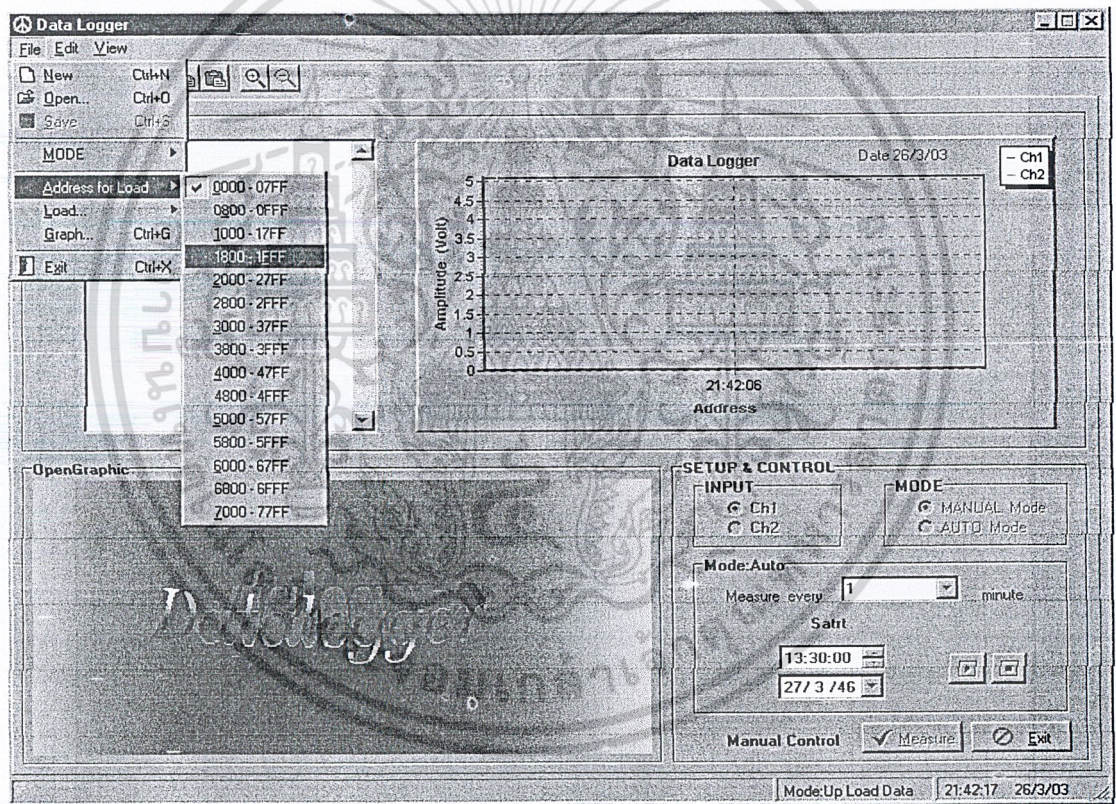 Data Logger
File Edit View
New Ctrl+N
Open... Ctrl+O
Save Ctrl+S
MODE
Address for Load
Load...
Graph... Ctrl+G
Exit Ctrl+X
0000 - 07FF
0800 - 0FFF
1000 - 17FF
1800 - 1FFF
2000 - 27FF
2800 - 2FFF
3000 - 37FF
3800 - 3FFF
4000 - 47FF
4800 - 4FFF
5000 - 57FF
5800 - 5FFF
6000 - 67FF
6800 - 6FFF
7000 - 77FF
Data Logger
Date 26/3/03
Ch1
Ch2
Amplitude (Volt)
5
4.5
4
3.5
3
2.5
2
1.5
1
0.5
0
21:42:06
Address
OpenGraphic
SETUP & CONTROL
INPUT
Ch1
Ch2
MODE
MANUAL Mode
AUTO Mode
Mode:Auto
Measure every 1 minute
Satrt
13:30:00
27/ 3 /46
Manual Control Measure Exit
Mode:Up Load Data 21:42:17 26/3/03